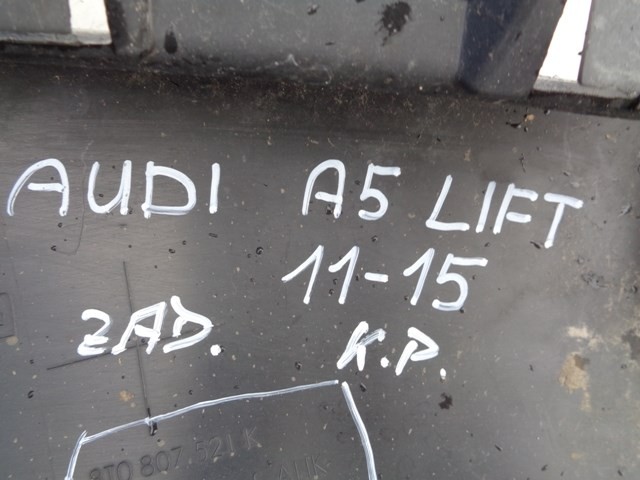 AUDI A5 LIFT
11-15
ZAD. K.P.
8T0 807 521 K